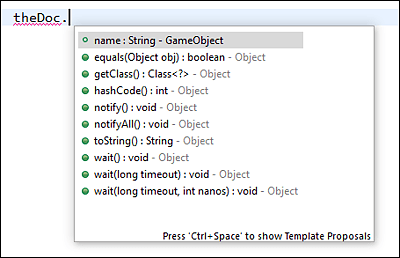 theDoc.
name : String - GameObject
equals(Object obj) : boolean - Object
getClass() : Class<?> - Object
hashCode() : int - Object
notify() : void - Object
notifyAll() : void - Object
toString() : String - Object
wait() : void - Object
wait(long timeout) : void - Object
wait(long timeout, int nanos) : void - Object
Press 'Ctrl+Space' to show Template Proposals